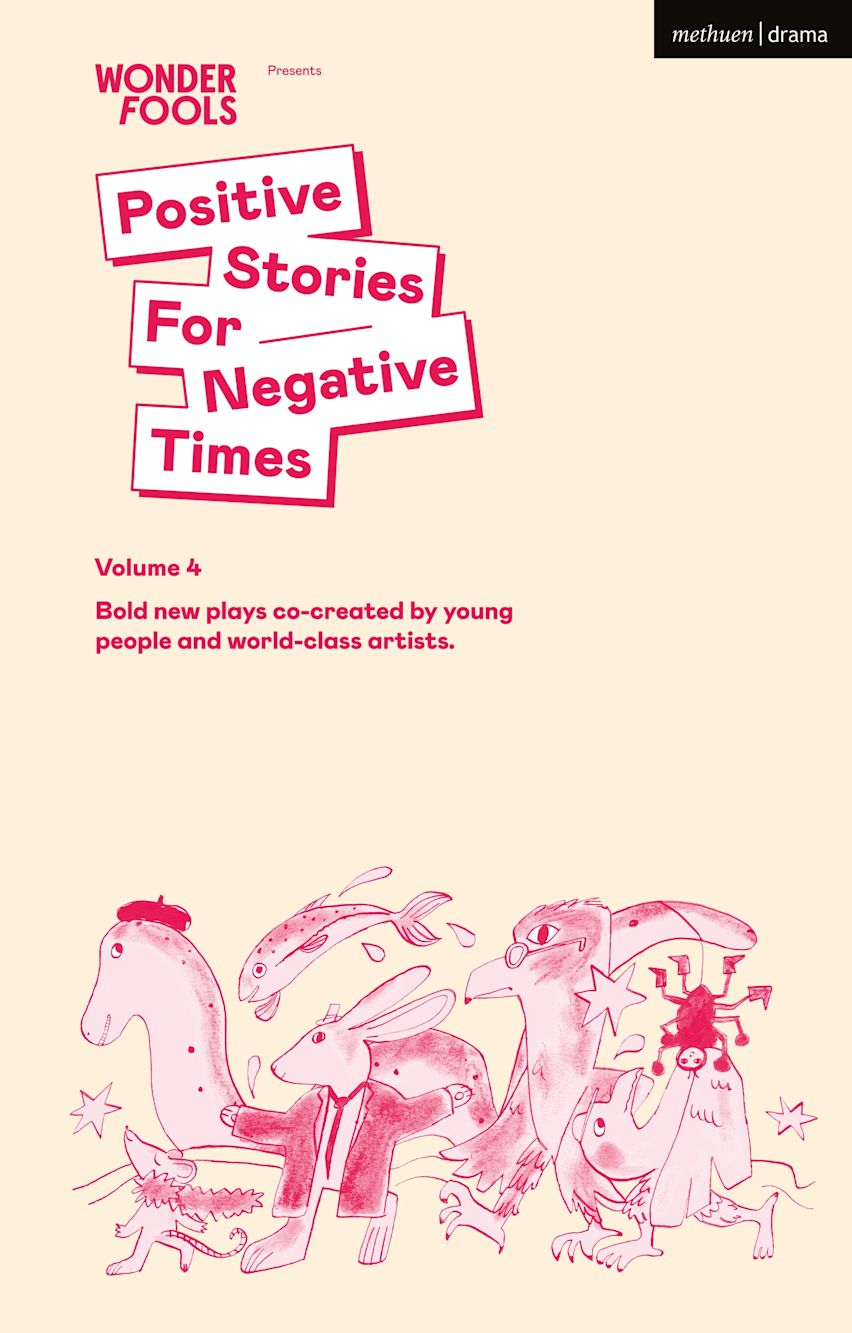 methuen | drama
WONDER
FOOLS
Presents
Positive
Stories
For
Negative
Times
Volume 4
Bold new plays co-created by young
people and world-class artists.